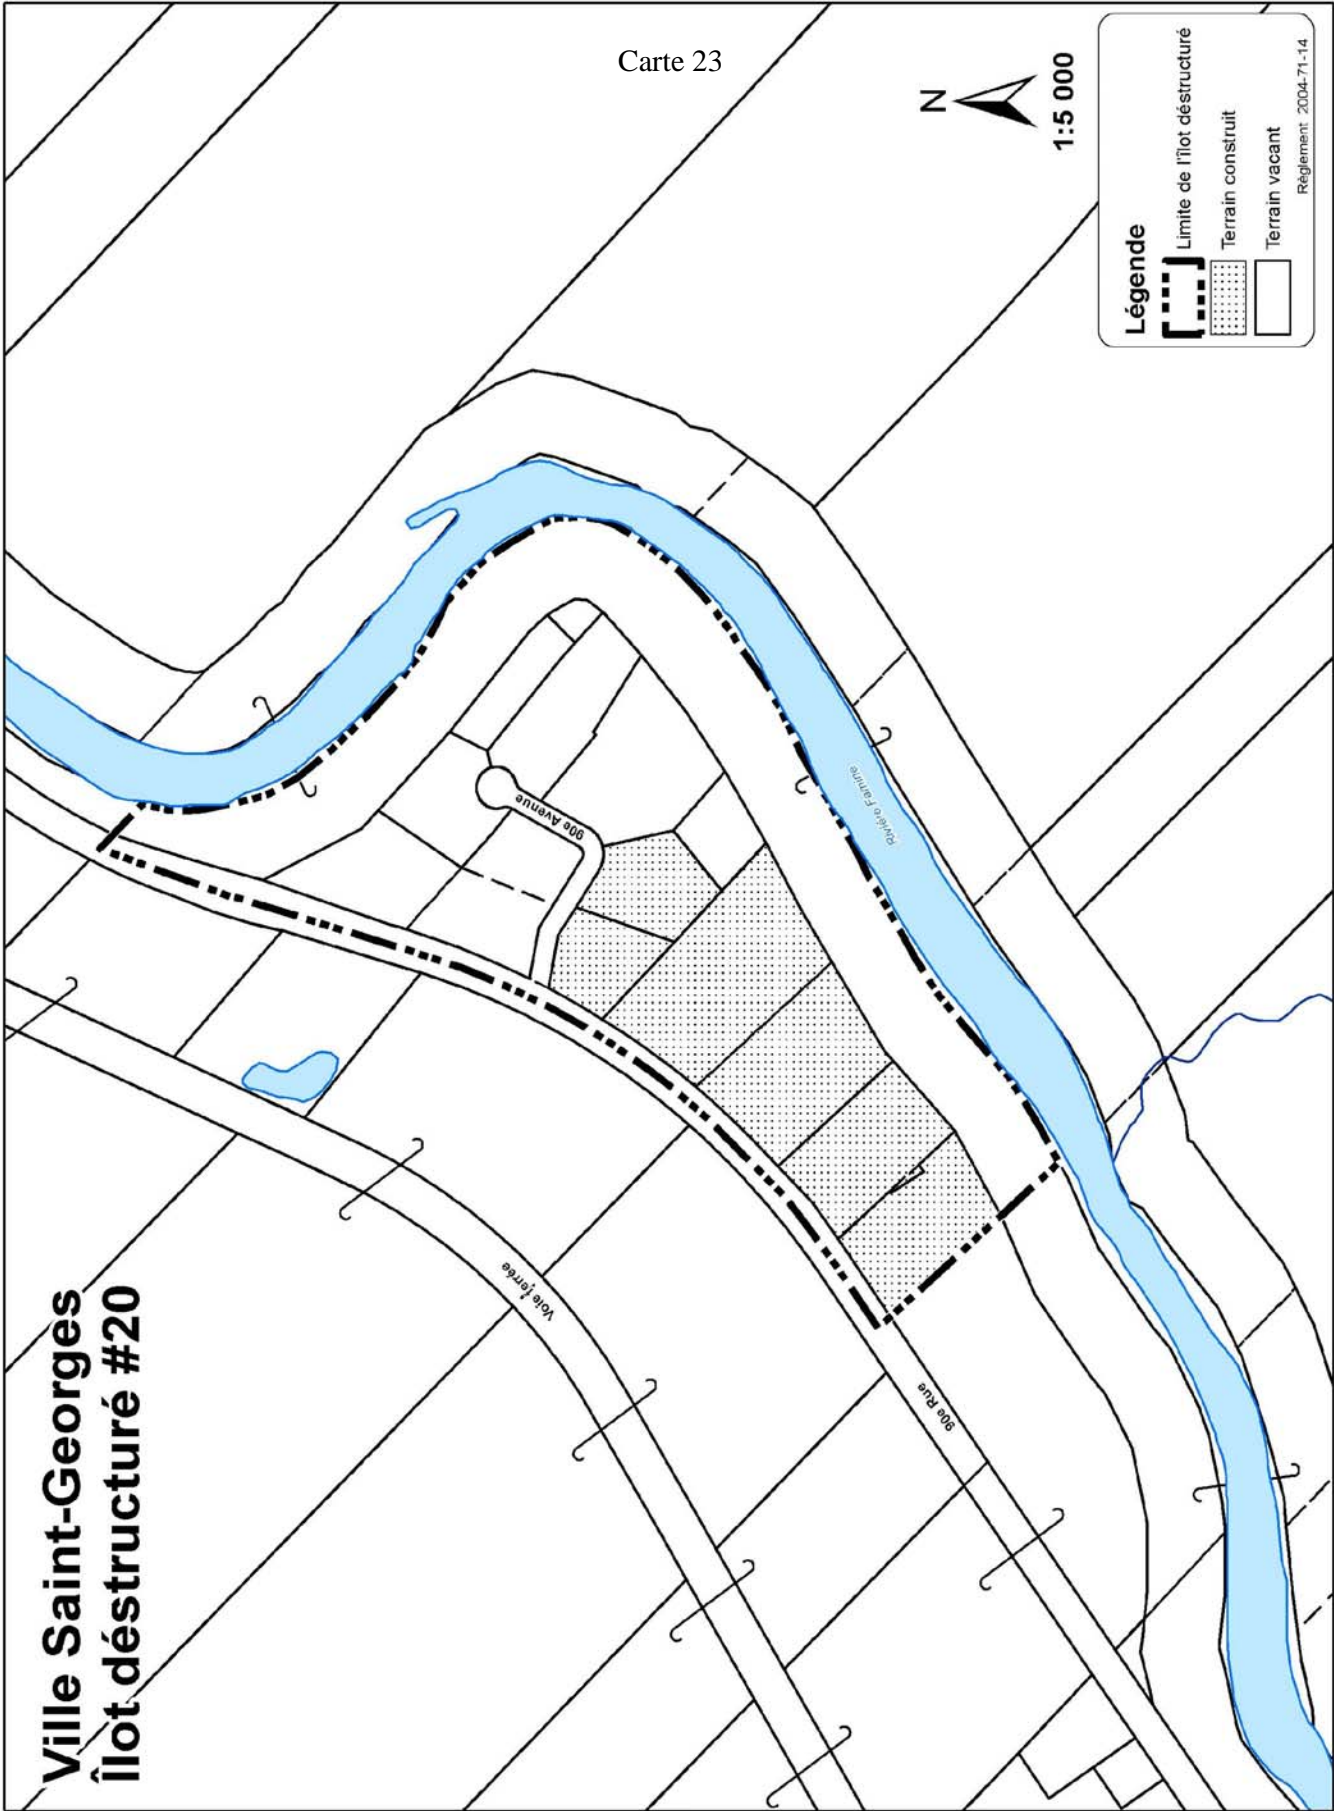 Carte 23
Ville Saint-Georges
Îlot déstructuré #20
N
1:5 000
Légende
Limite de l'îlot déstructuré
Terrain construit
Terrain vacant
Règlement 2004-71-14
90e Avenue
Rivière Famine
Voie ferrée
90e Rue